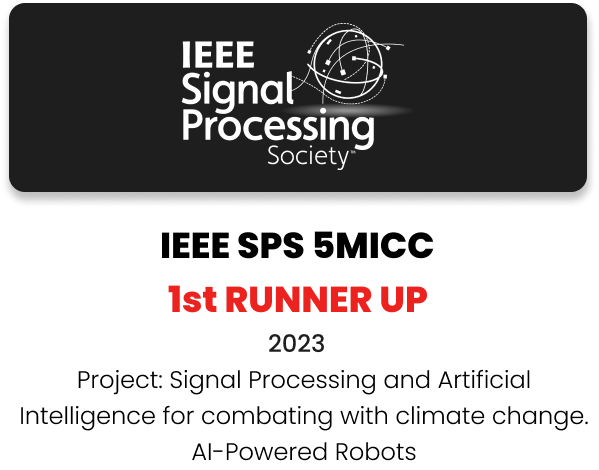 IEEE
Signal
Processing
Society™
IEEE SPS 5MICC
1st RUNNER UP
2023
Project: Signal Processing and Artificial
Intelligence for combating with climate change.
AI-Powered Robots